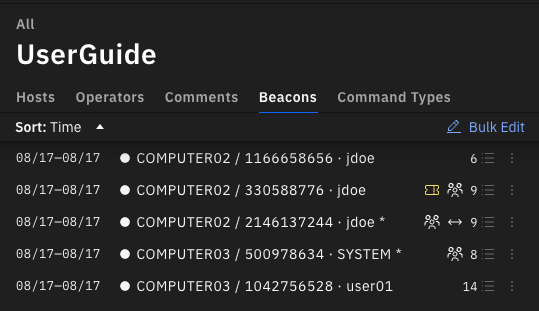 All
UserGuide
Hosts Operators Comments Beacons Command Types
Sort: Time Bulk Edit
08/17–08/17 COMPUTER02 / 1166658656 · jdoe 6
08/17–08/17 COMPUTER02 / 330588776 · jdoe 9
08/17–08/17 COMPUTER02 / 2146137244 · jdoe * 9
08/17–08/17 COMPUTER03 / 500978634 · SYSTEM * 8
08/17–08/17 COMPUTER03 / 1042756528 · user01 14